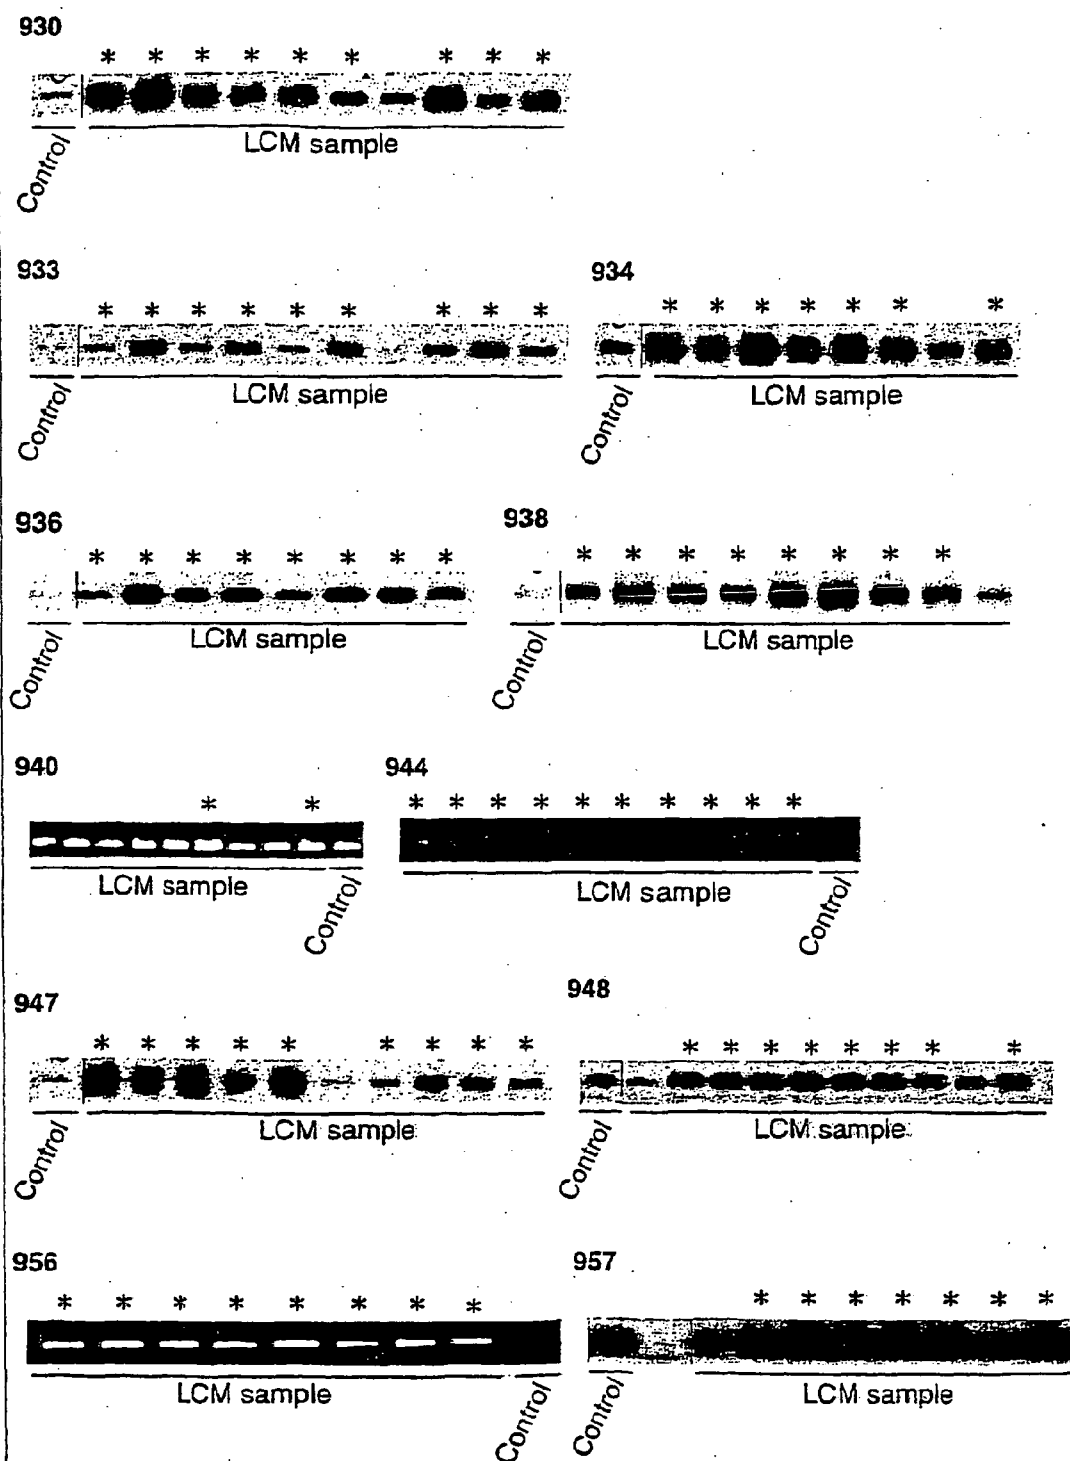 930
* * * * * * * * *
Control
LCM sample
933
* * * * * * * * *
Control
LCM sample
934
* * * * * * *
Control
LCM sample
936
* * * * * * * *
Control
LCM sample
938
* * * * * * * *
Control
LCM sample
940
* *
LCM sample
Control
944
* * * * * * * * * *
LCM sample
Control
947
* * * * * * * * *
Control
LCM sample
948
* * * * * * * *
Control
LCM sample
956
* * * * * * * *
LCM sample
Control
957
* * * * * * *
Control
LCM sample